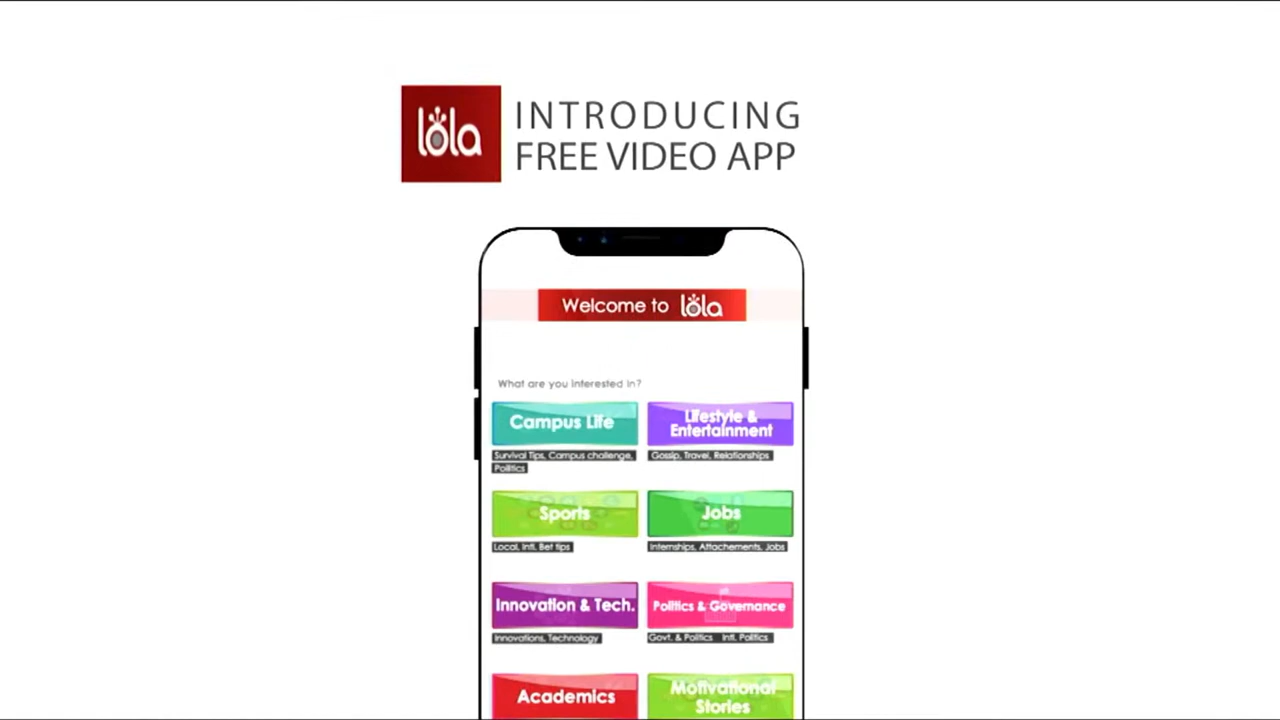 lola
INTRODUCING
FREE VIDEO APP
Welcome to lola
What are you interested in?
Campus Life
Survival Tips, Campus challenge,
Politics
Lifestyle &
Entertainment
Gossip, Travel, Relationships
Sports
Local, Intl. Bet tips
Jobs
Internships, Attachements, Jobs
Innovation & Tech.
Innovations, Technology
Politics & Governance
Govt. & Politics Intl. Politics
Academics
Motivational
Stories